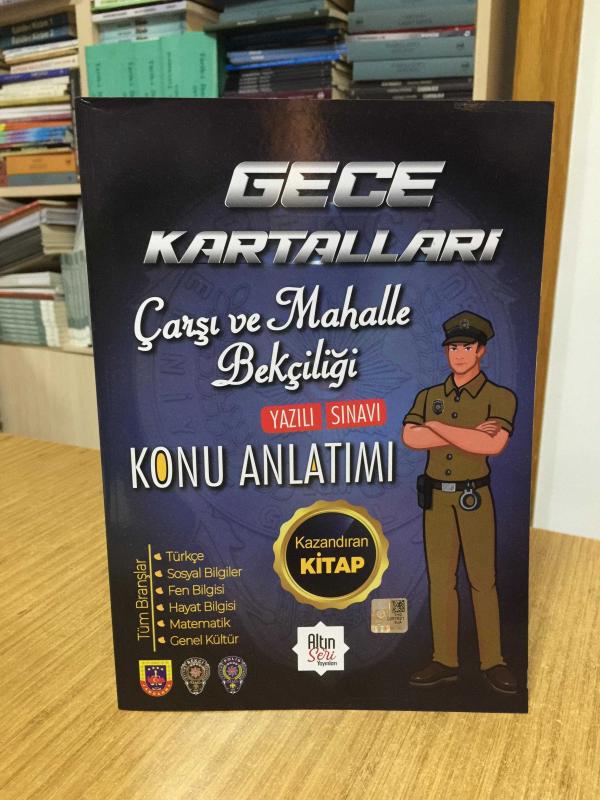 GECE
KARTALLARİ
Çarşı ve Mahalle
Bekçiliği
YAZILI SINAVI
KONU ANLATIMI
Kazandıran
KİTAP
Tüm Branşlar
Türkçe
Sosyal Bilgiler
Fen Bilgisi
Hayat Bilgisi
Matematik
Genel Kültür
Altın
Seri
Yayınları